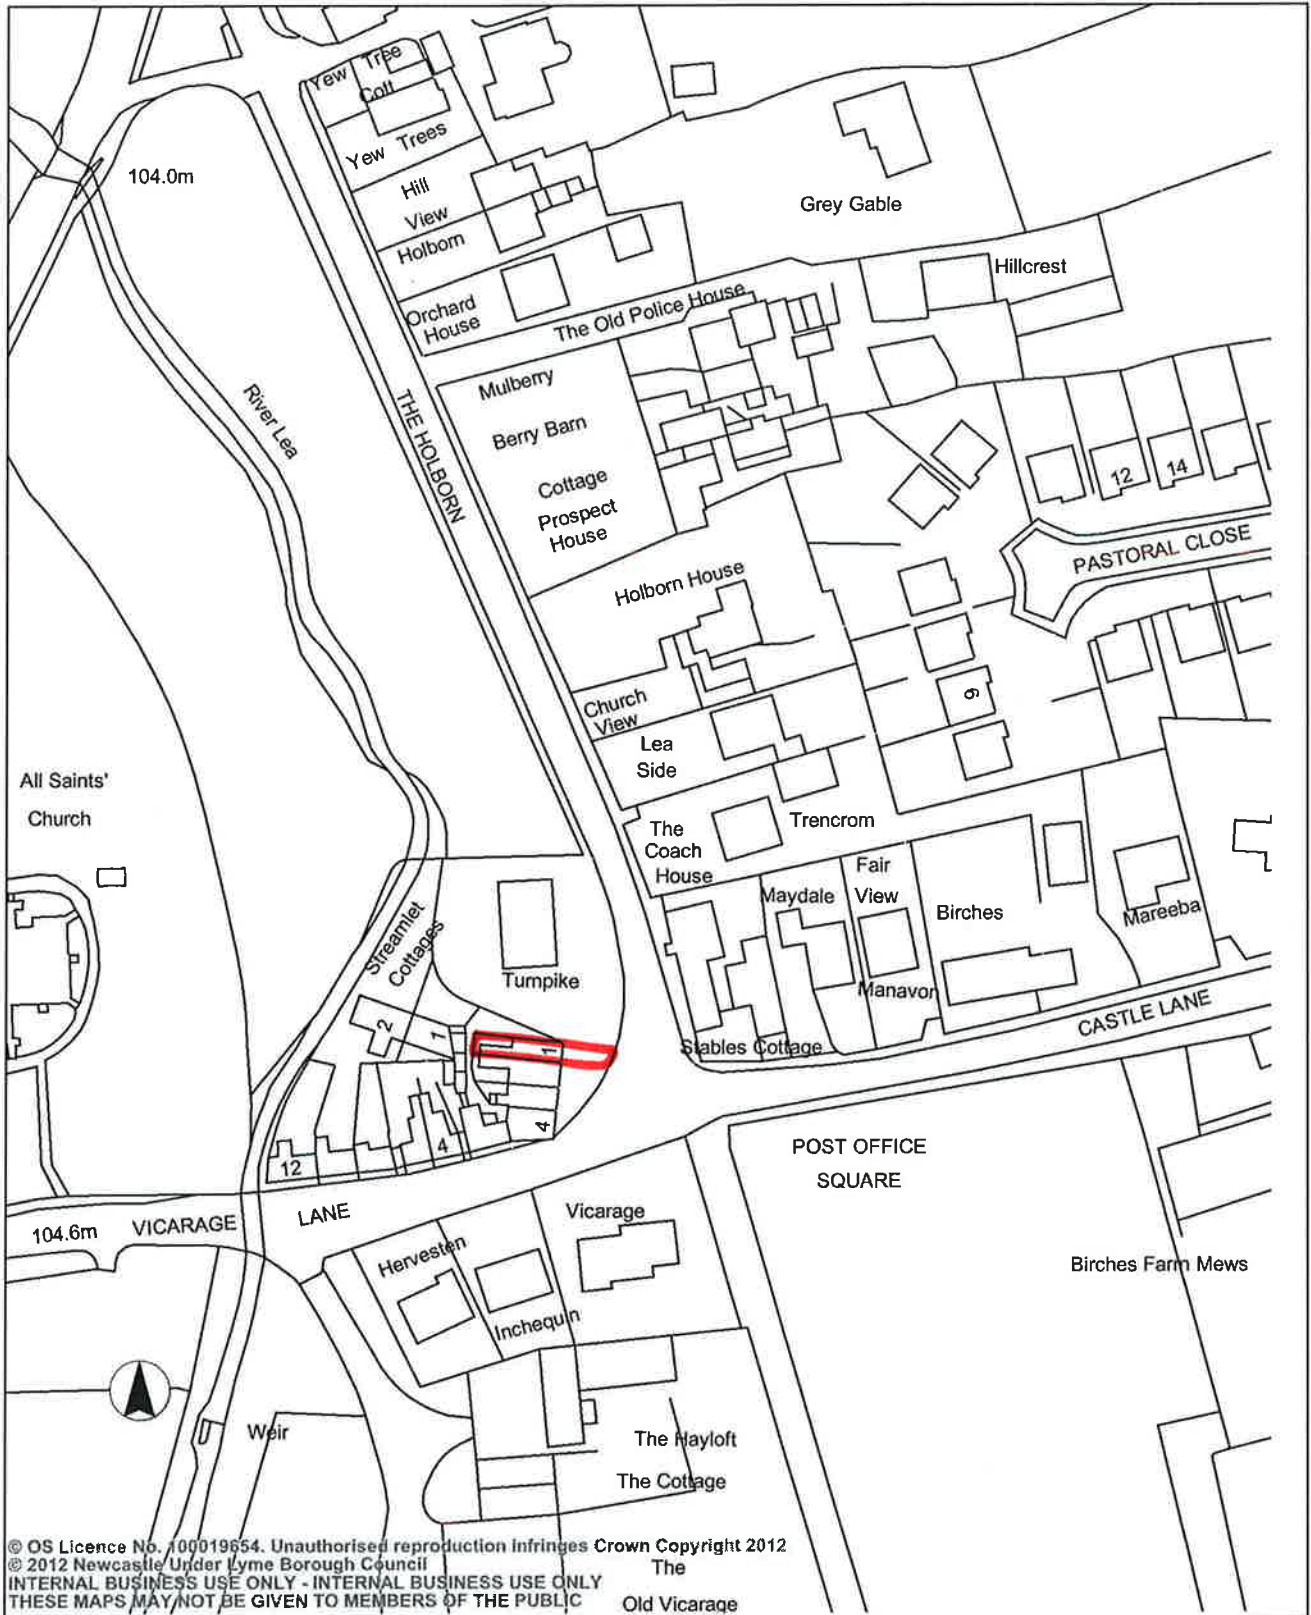 Yew Tree
Cott
Yew Trees
104.0m
Hill
View
Grey Gable
Holborn
Hillcrest
Orchard
House
The Old Police House
Mulberry
River Lea
THE HOLBORN
Berry Barn
Cottage
12
14
Prospect
House
PASTORAL CLOSE
Holborn House
9
Church
View
Lea
Side
All Saints'
Church
The
Coach
House
Trencrom
Fair
View
Maydale
Birches
Mareeba
Streamlet
Cottages
Turnpike
Manavon
CASTLE LANE
2
1
1
Stables Cottage
4
4
12
POST OFFICE
SQUARE
104.6m
VICARAGE
LANE
Vicarage
Hervesten
Birches Farm Mews
Inchequin
Weir
The Hayloft
The Cottage
© OS Licence No. 100019654. Unauthorised reproduction infringes Crown Copyright 2012
© 2012 Newcastle Under Lyme Borough Council
The
INTERNAL BUSINESS USE ONLY - INTERNAL BUSINESS USE ONLY
THESE MAPS MAY NOT BE GIVEN TO MEMBERS OF THE PUBLIC
Old Vicarage